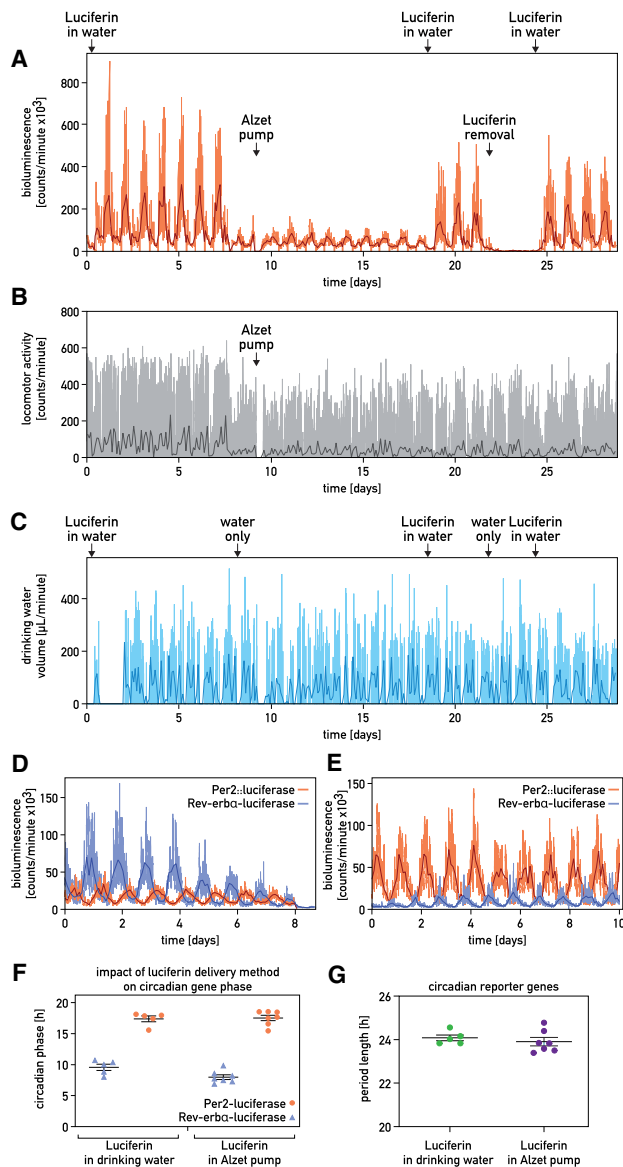 Luciferin
in water
Luciferin
in water
Luciferin
in water
A
bioluminescence
[counts/minute x10³]
800
600
400
200
0
Alzet
pump
Luciferin
removal
0 5 10 15 20 25
time [days]
B
locomotor activity
[counts/minute]
800
600
400
200
0
Alzet
pump
0 5 10 15 20 25
time [days]
C
Luciferin
in water
water
only
Luciferin
in water
water
only
Luciferin
in water
drinking water
volume [µL/minute]
400
200
0
0 5 10 15 20 25
time [days]
D
bioluminescence
[counts/minute x10³]
150
100
50
0
Per2::luciferase
Rev-erbα-luciferase
0 2 4 6 8
time [days]
E
bioluminescence
[counts/minute x10³]
150
100
50
0
Per2::luciferase
Rev-erbα-luciferase
0 2 4 6 8 10
time [days]
F
impact of luciferin delivery method
on circadian gene phase
circadian phase [h]
20
15
10
5
0
Per2-luciferase
Rev-erbα-luciferase
Luciferin
in drinking water
Luciferin
in Alzet pump
G
circadian reporter genes
period length [h]
26
24
22
20
Luciferin
in drinking water
Luciferin
in Alzet pump